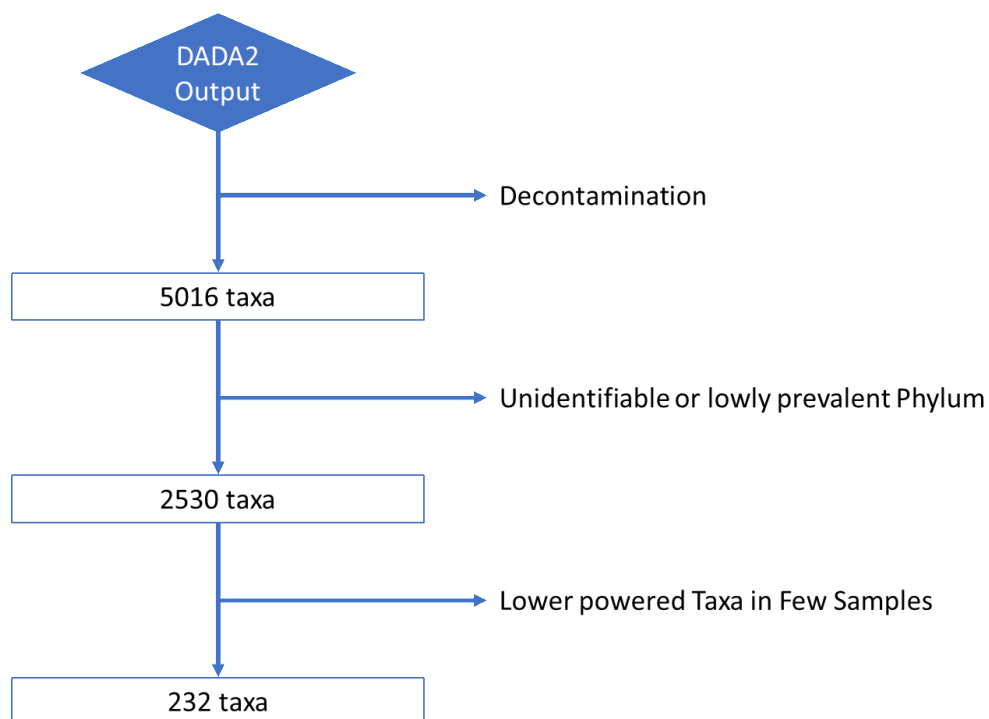 DADA2
Output
Decontamination
5016 taxa
Unidentifiable or lowly prevalent Phylum
2530 taxa
Lower powered Taxa in Few Samples
232 taxa